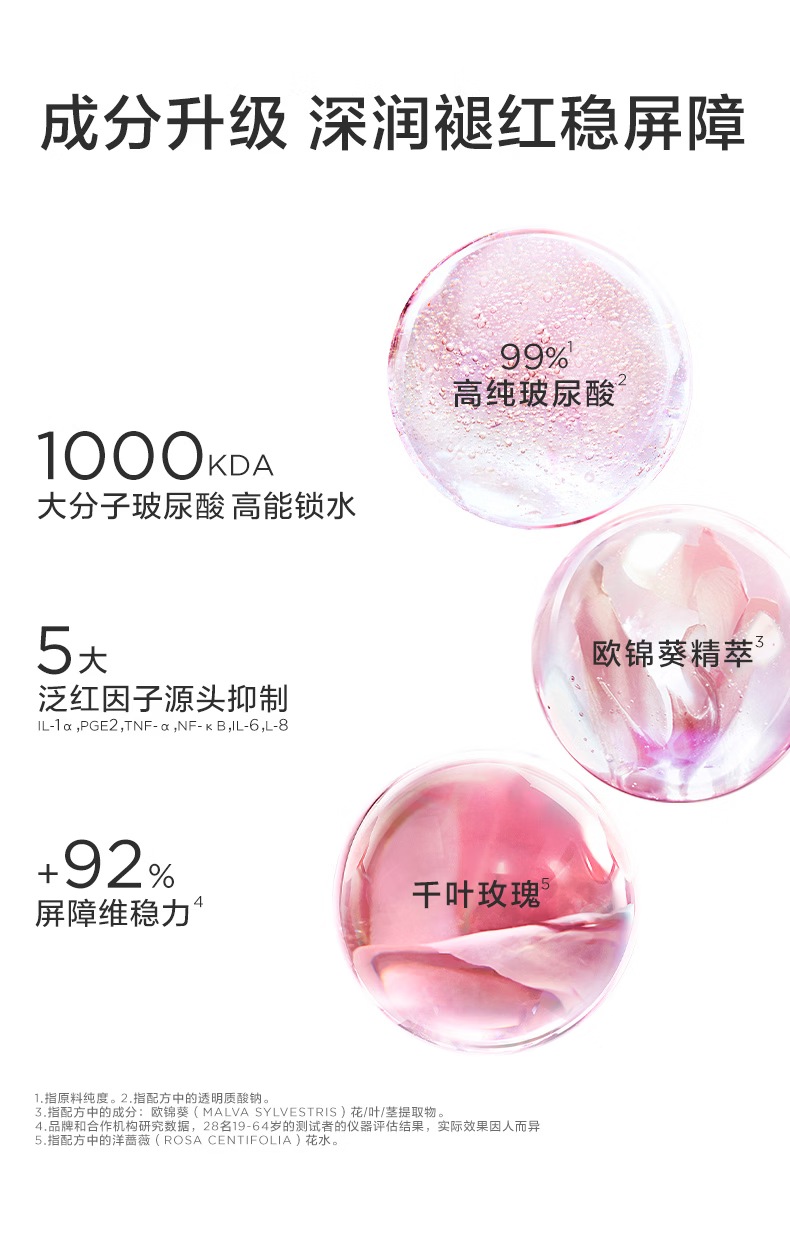 成分升级 深润褪红稳屏障
99%¹
高纯玻尿酸²
1000KDA
大分子玻尿酸 高能锁水
欧锦葵精萃³
5大
泛红因子源头抑制
IL-1α,PGE2,TNF-α,NF-κB,IL-6,L-8
+92%
屏障维稳力⁴
千叶玫瑰⁵
1.指原料纯度。2.指配方中的透明质酸钠。
3.指配方中的成分：欧锦葵（MALVA SYLVESTRIS）花/叶/茎提取物。
4.品牌和合作机构研究数据，28名19-64岁的测试者的仪器评估结果，实际效果因人而异
5.指配方中的洋蔷薇（ROSA CENTIFOLIA）花水。